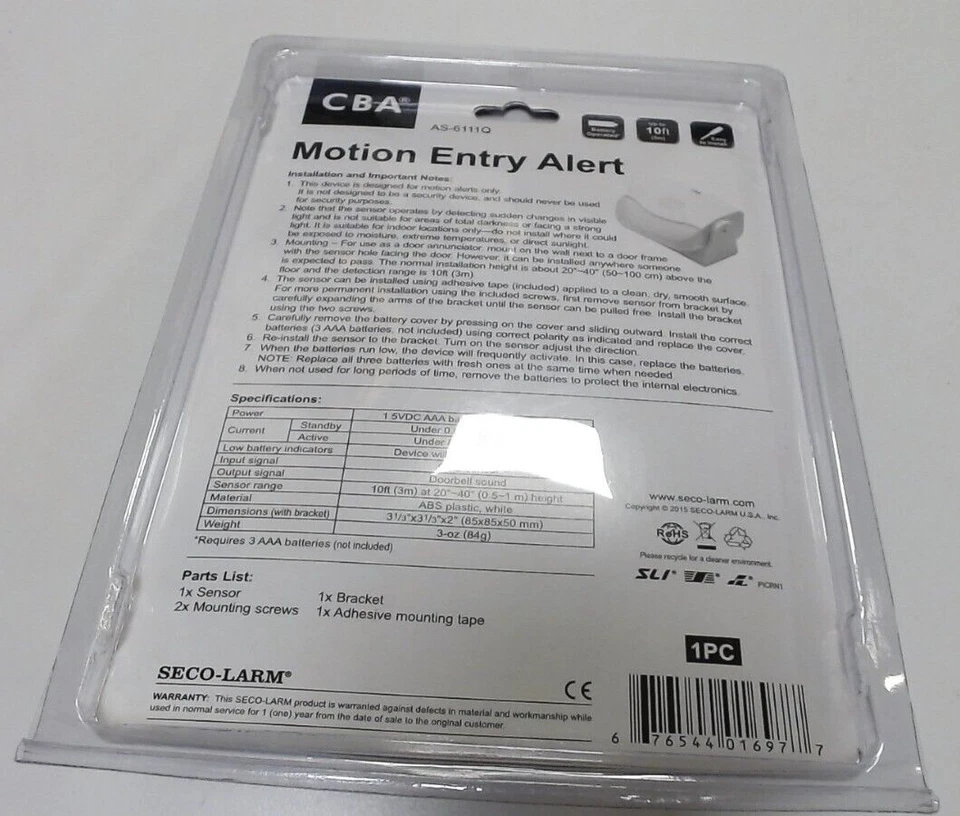 CBA®
AS-6111Q
Battery
Operated
10ft
(3m)
Easy
to Install
Motion Entry Alert
Installation and Important Notes:
1. This device is designed for motion alerts only.
It is not designed to be a security device, and should never be used
for security purposes.
2. Note that the sensor operates by detecting sudden changes in visible
light and is not suitable for areas of total darkness or facing a strong
light. It is suitable for indoor locations only—do not install where it could
be exposed to moisture, extreme temperatures, or direct sunlight.
3. Mounting – For use as a door annunciator, mount on the wall next to a door frame
with the sensor hole facing the door. However, it can be installed anywhere someone
is expected to pass. The normal installation height is about 20"~40" (50~100 cm) above the
floor and the detection range is 10ft (3m)
4. The sensor can be installed using adhesive tape (included) applied to a clean, dry, smooth surface.
For more permanent installation using the included screws, first remove sensor from bracket by
carefully expanding the arms of the bracket until the sensor can be pulled free. Install the bracket
using the two screws.
5. Carefully remove the battery cover by pressing on the cover and sliding outward. Install the correct
batteries (3 AAA batteries, not included) using correct polarity as indicated and replace the cover.
6. Re-install the sensor to the bracket. Turn on the sensor adjust the direction.
7. When the batteries run low, the device will frequently activate. In this case, replace the batteries.
NOTE: Replace all three batteries with fresh ones at the same time when needed
8. When not used for long periods of time, remove the batteries to protect the internal electronics.
Specifications:
Power 1.5VDC AAA
Current Standby Under
Active Under
Low battery indicators Device
Input signal
Output signal Doorbell sound
Sensor range 10ft (3m) at 20"~40" (0.5~1 m) height
Material ABS plastic, white
Dimensions (with bracket) 31/3"x31/3"x2" (85x85x50 mm)
Weight 3-oz (84g)
*Requires 3 AAA batteries (not included)
www.seco-larm.com
Copyright © 2015 SECO-LARM U.S.A., Inc.
RoHS
Please recycle for a cleaner environment.
SLI®
PICRN1
Parts List:
1x Sensor 1x Bracket
2x Mounting screws 1x Adhesive mounting tape
1PC
SECO-LARM®
CE
WARRANTY: This SECO-LARM product is warranted against defects in material and workmanship while
used in normal service for 1 (one) year from the date of sale to the original customer.
6 76544 01697 7